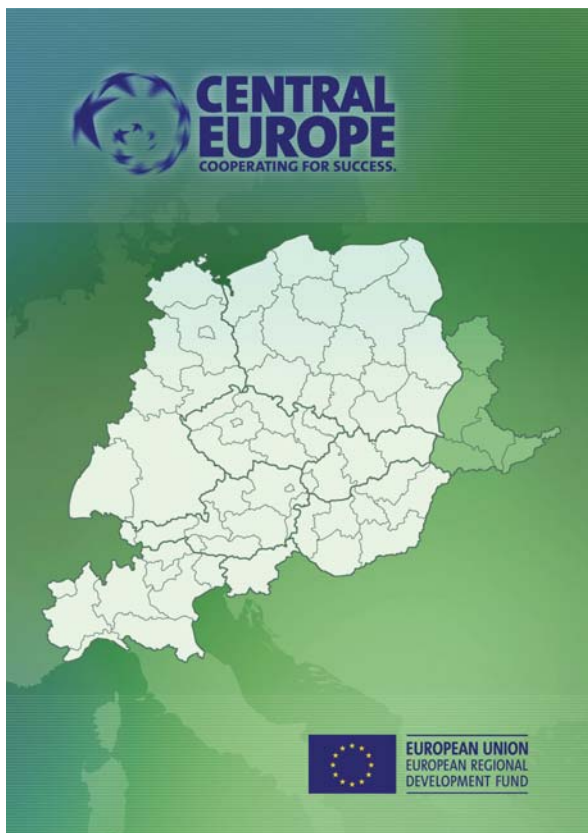 CENTRAL
EUROPE
COOPERATING FOR SUCCESS.
EUROPEAN UNION
EUROPEAN REGIONAL
DEVELOPMENT FUND